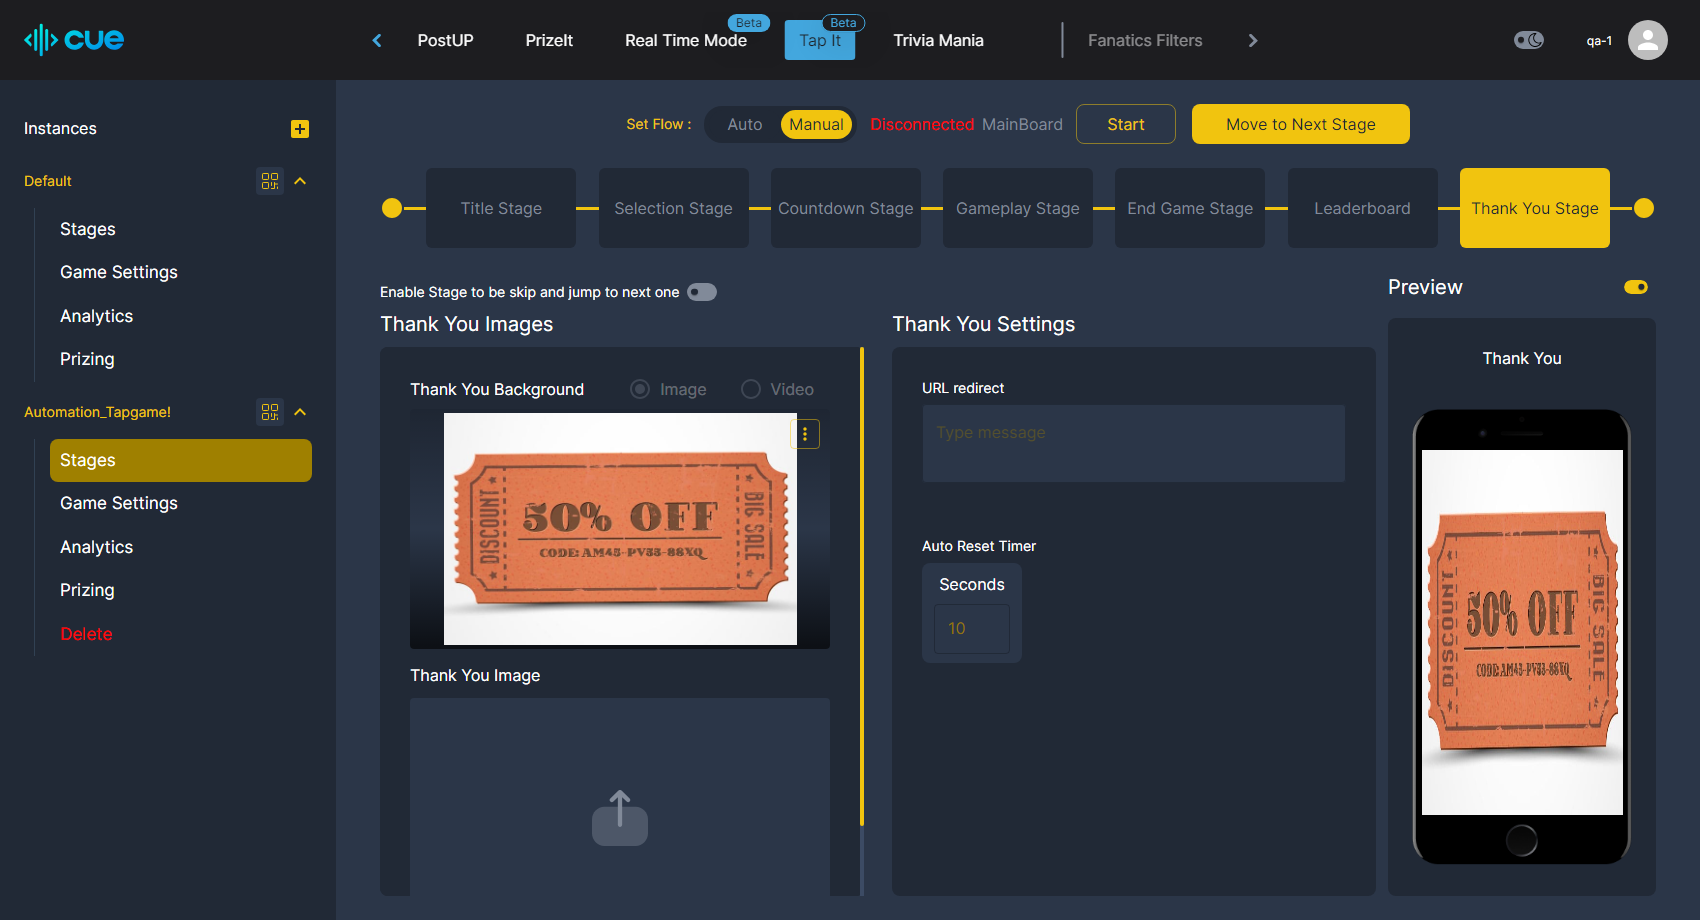 cue
PostUP
PrizeIt
Real Time Mode
Beta
Tap It
Beta
Trivia Mania
Fanatics Filters
qa-1
Instances
Default
Stages
Game Settings
Analytics
Prizing
Automation_Tapgame!
Stages
Game Settings
Analytics
Prizing
Delete
Set Flow :
Auto
Manual
Disconnected
MainBoard
Start
Move to Next Stage
Title Stage
Selection Stage
Countdown Stage
Gameplay Stage
End Game Stage
Leaderboard
Thank You Stage
Enable Stage to be skip and jump to next one
Thank You Images
Thank You Background
Image
Video
DISCOUNT
50% OFF
CODE: AM45-PV33-88XQ
BIG SALE
Thank You Image
Thank You Settings
URL redirect
Type message
Auto Reset Timer
Seconds
10
Preview
Thank You
DISCOUNT
50% OFF
CODE: AM45-PV33-88XQ
BIG SALE